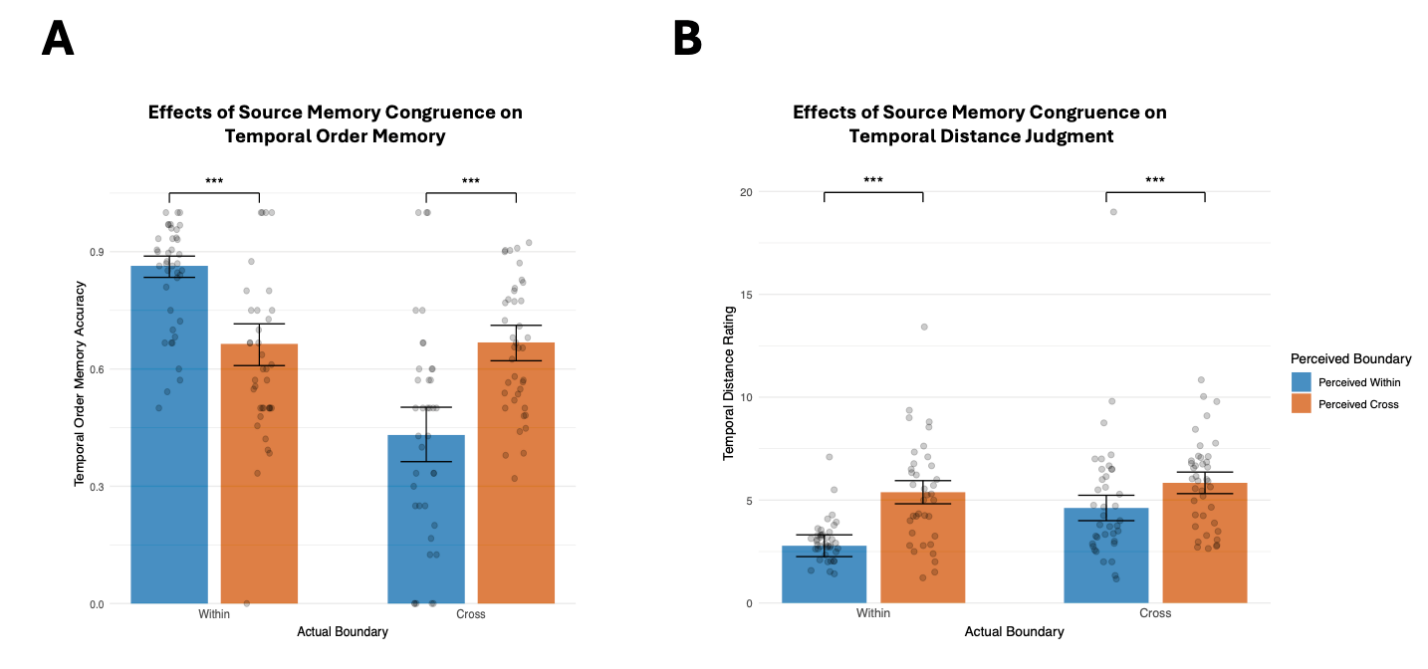 A
B
Effects of Source Memory Congruence on
Temporal Order Memory
Effects of Source Memory Congruence on
Temporal Distance Judgment
***
***
***
***
Temporal Order Memory Accuracy
0.9
0.6
0.3
0.0
Within
Cross
Actual Boundary
Temporal Distance Rating
20
15
10
5
0
Within
Cross
Actual Boundary
Perceived Boundary
Perceived Within
Perceived Cross